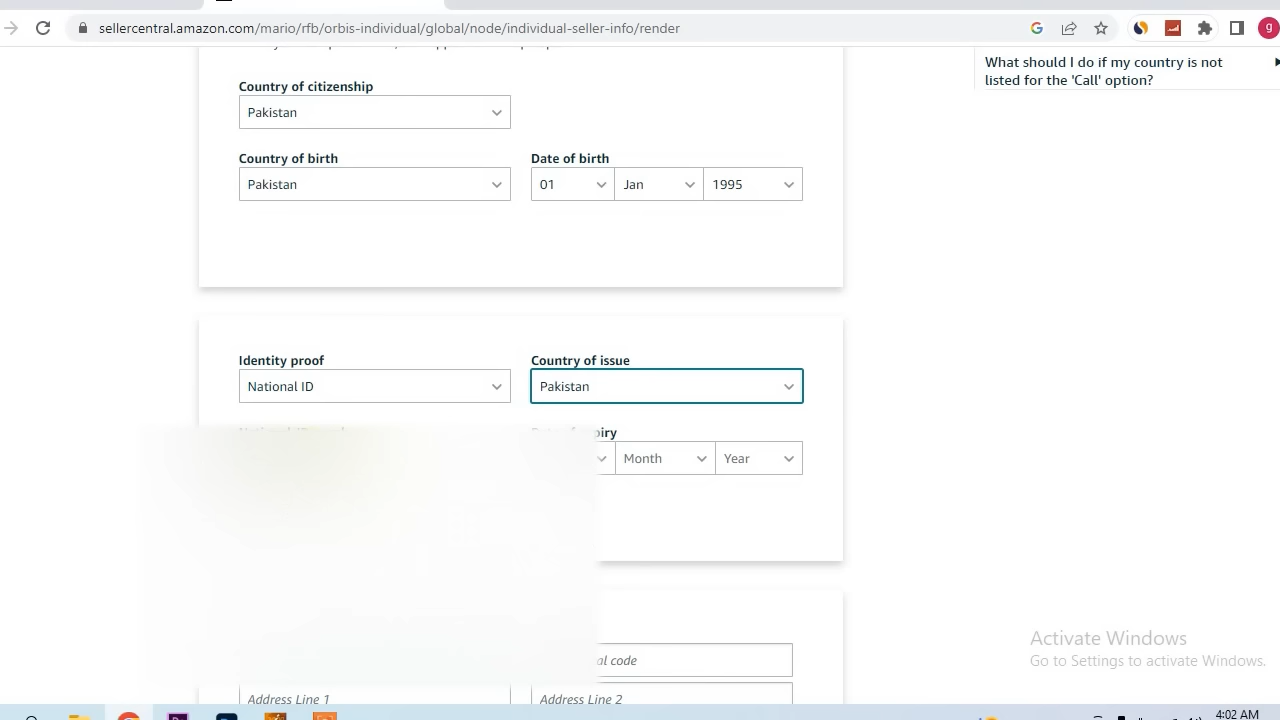 sellercentral.amazon.com/mario/rfb/orbis-individual/global/node/individual-seller-info/render
g
What should I do if my country is not
listed for the 'Call' option?
Country of citizenship
Pakistan
Country of birth
Date of birth
Pakistan
01
Jan
1995
Identity proof
Country of issue
National ID
Pakistan
Month
Year
code
Address Line 1
Address Line 2
Activate Windows
Go to Settings to activate Windows.
4:02 AM